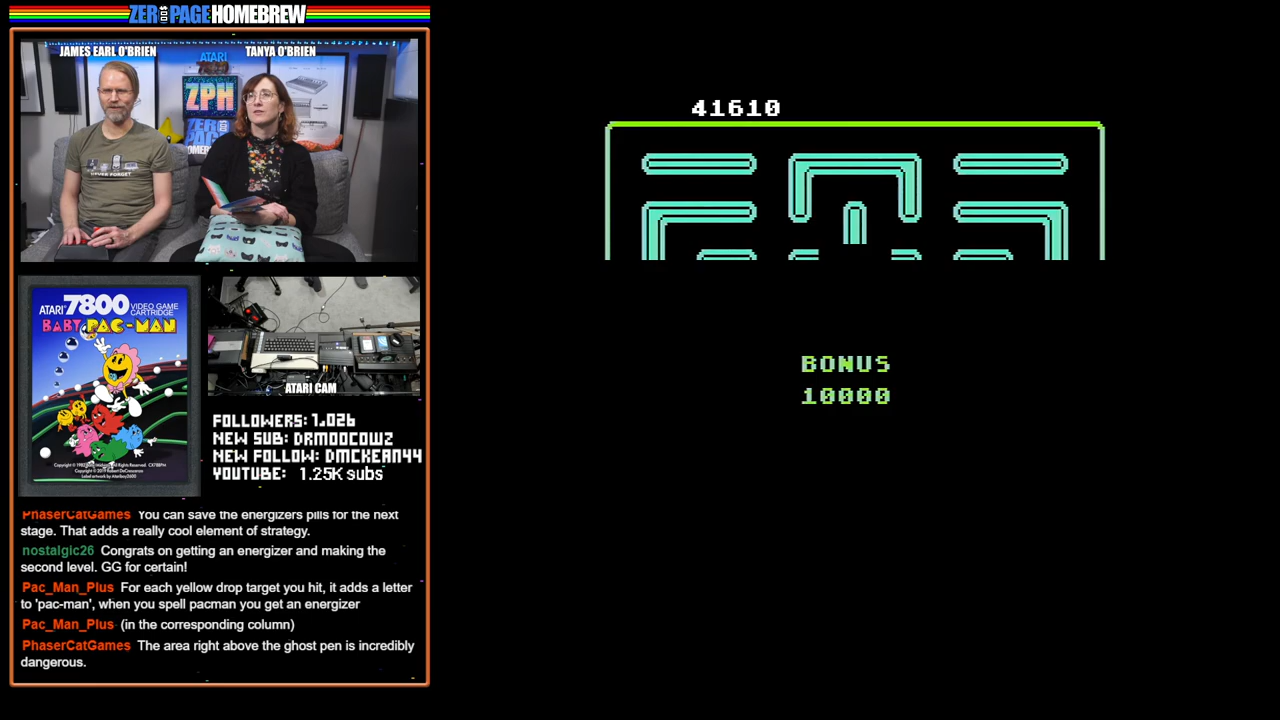 ZEROPAGE HOMEBREW
JAMES EARL O'BRIEN
TANYA O'BRIEN
ATARI
ZPH
NEVER FORGET
ATARI 7800 VIDEO GAME CARTRIDGE
BABY PAC-MAN
ATARI CAM
FOLLOWERS: 1,026
NEW SUB: DRMOOCOWZ
NEW FOLLOW: DMCKEAN44
YOUTUBE: 1.25K subs
PhaserCatGames You can save the energizers pills for the next
stage. That adds a really cool element of strategy.
nostalgic26 Congrats on getting an energizer and making the
second level. GG for certain!
Pac_Man_Plus For each yellow drop target you hit, it adds a letter
to 'pac-man', when you spell pacman you get an energizer
Pac_Man_Plus (in the corresponding column)
PhaserCatGames The area right above the ghost pen is incredibly
dangerous.
41610
BONUS
10000